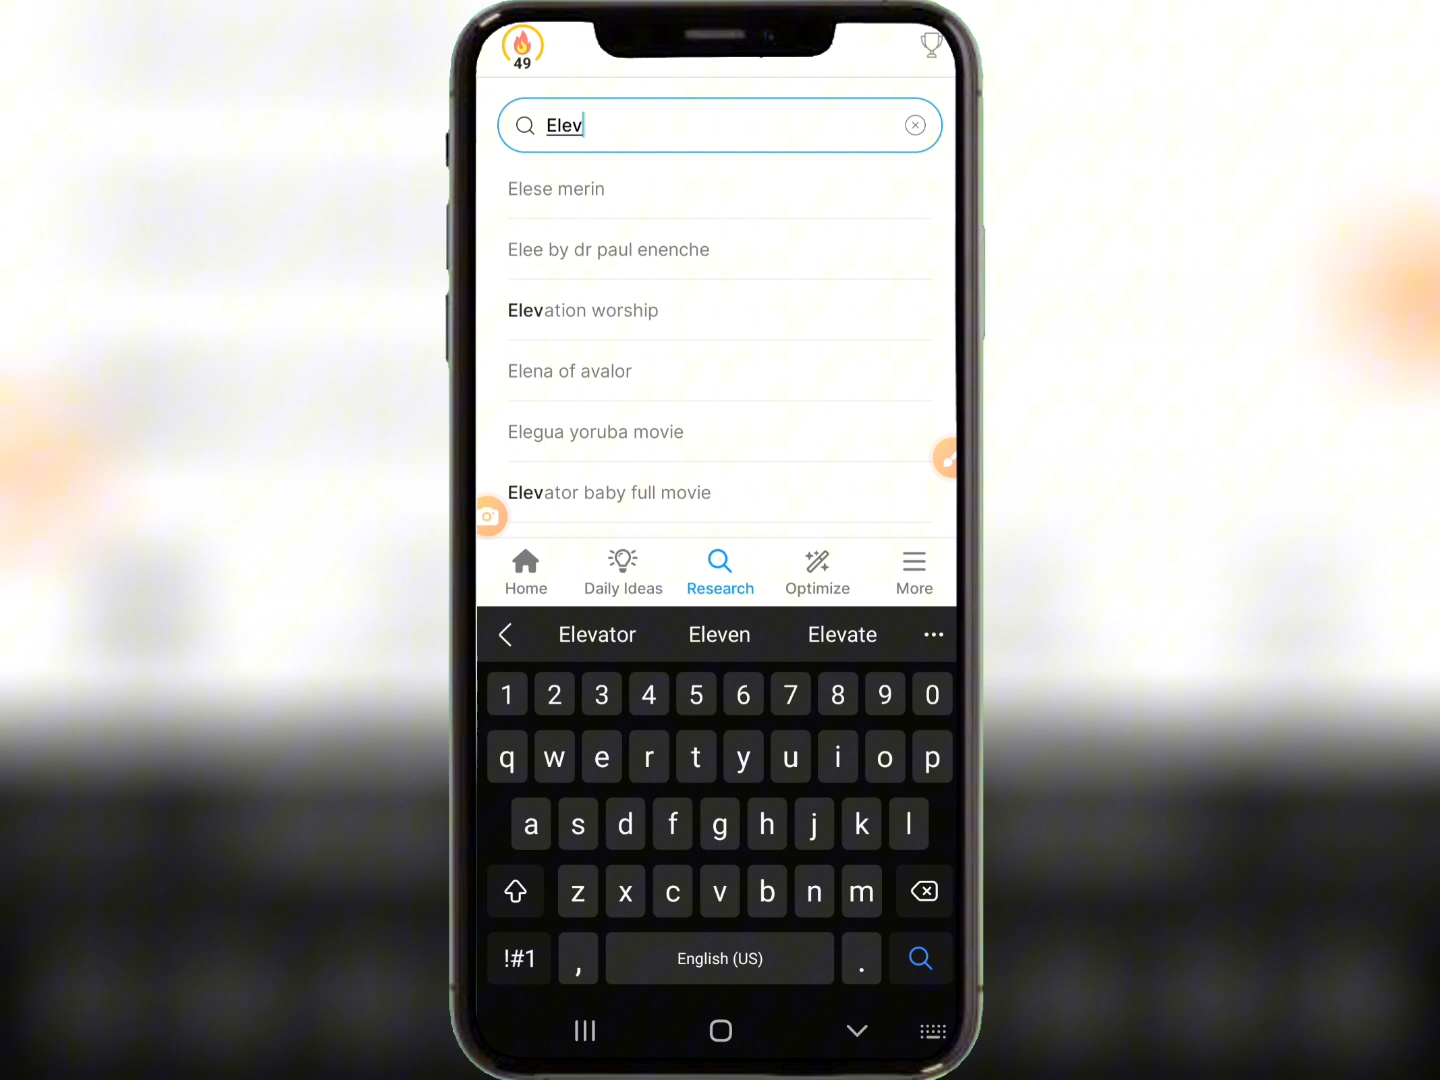 49
Elev
Elese merin
Elee by dr paul enenche
Elevation worship
Elena of avalor
Elegua yoruba movie
Elevator baby full movie
Home Daily Ideas Research Optimize More
Elevator Eleven Elevate
1 2 3 4 5 6 7 8 9 0
q w e r t y u i o p
a s d f g h j k l
z x c v b n m
!#1 , English (US) .